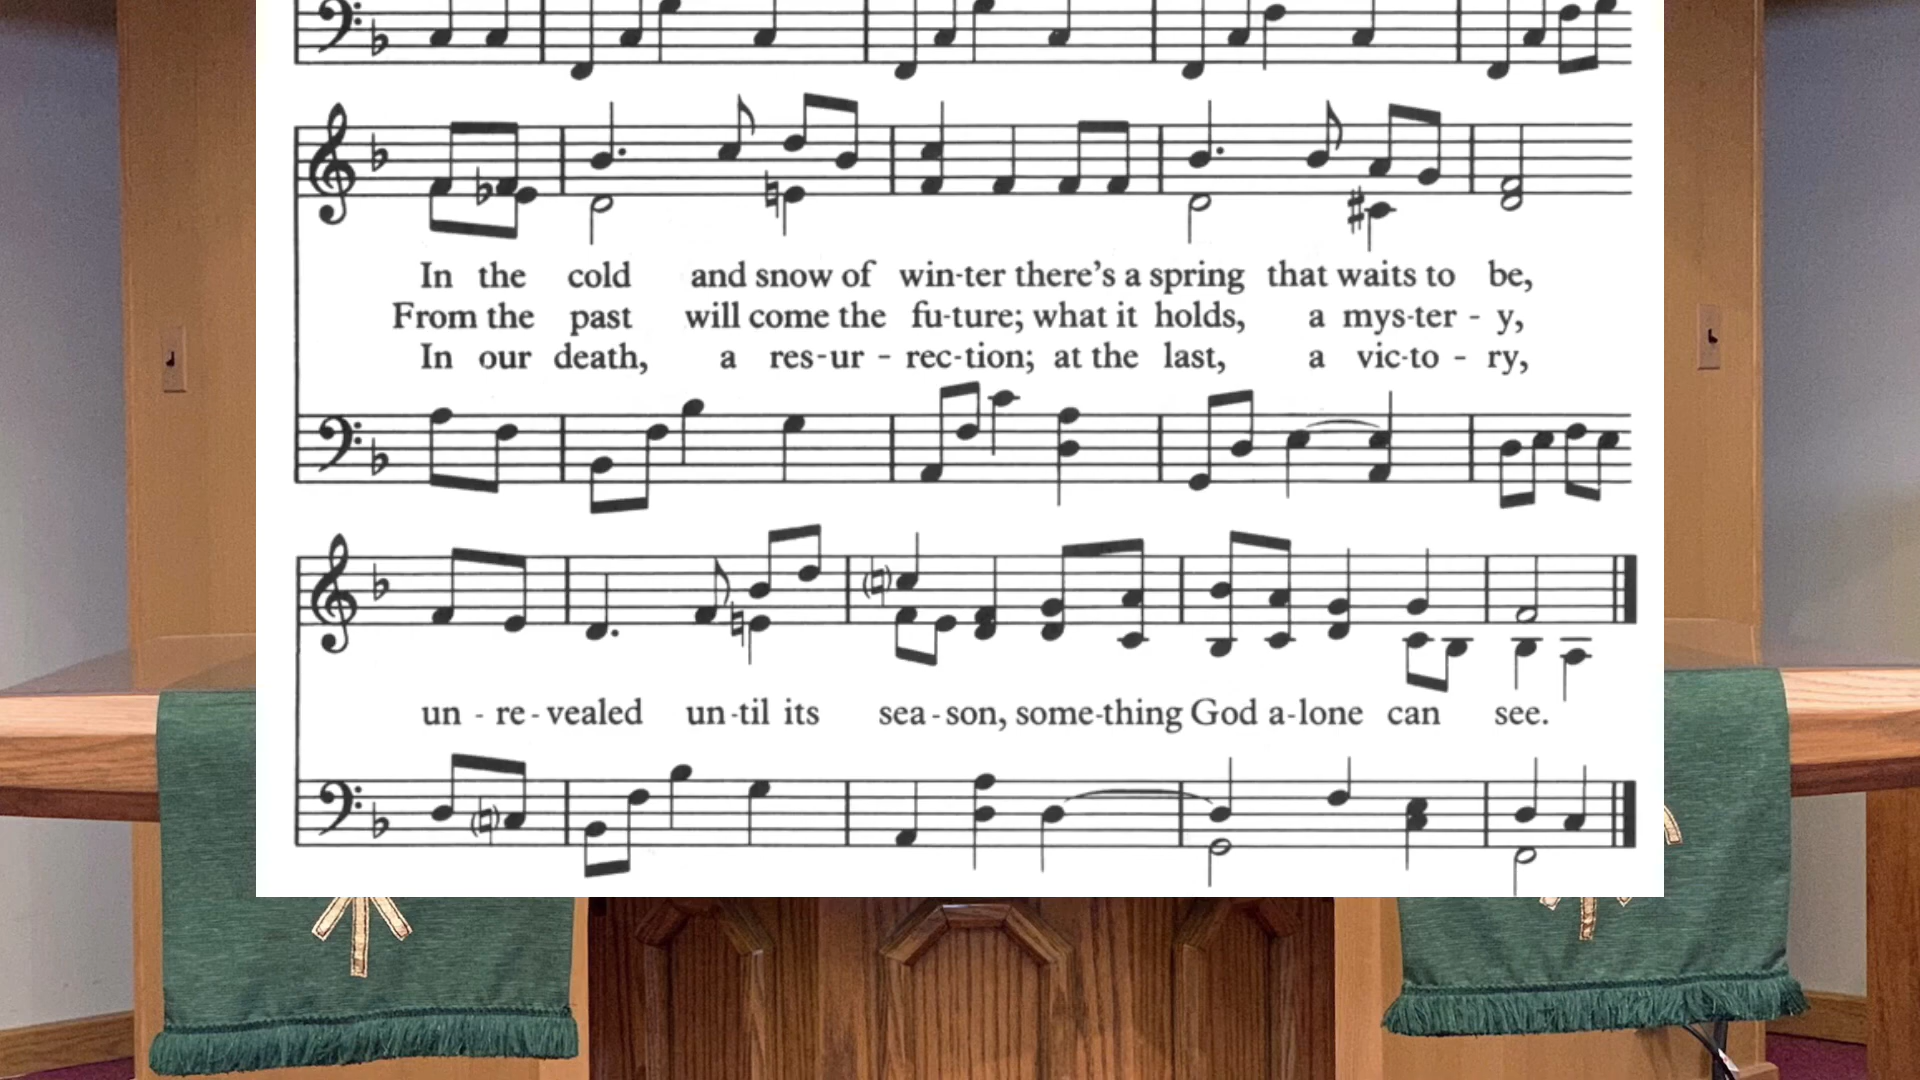 In the cold and snow of win-ter there's a spring that waits to be,
From the past will come the fu-ture; what it holds, a mys-ter - y,
In our death, a res-ur - rec-tion; at the last, a vic-to - ry,
un - re - vealed un-til its sea - son, some-thing God a-lone can see.